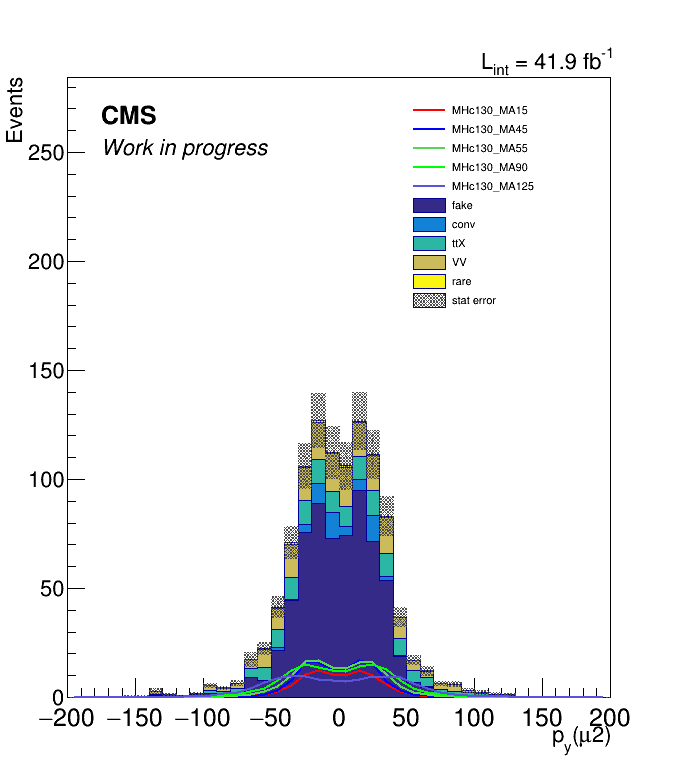 L_int = 41.9 fb^-1
Events
CMS
Work in progress
MHc130_MA15
MHc130_MA45
MHc130_MA55
MHc130_MA90
MHc130_MA125
fake
conv
ttX
VV
rare
stat error
250
200
150
100
50
0
−200 −150 −100 −50 0 50 100 150 200
p_y(μ2)